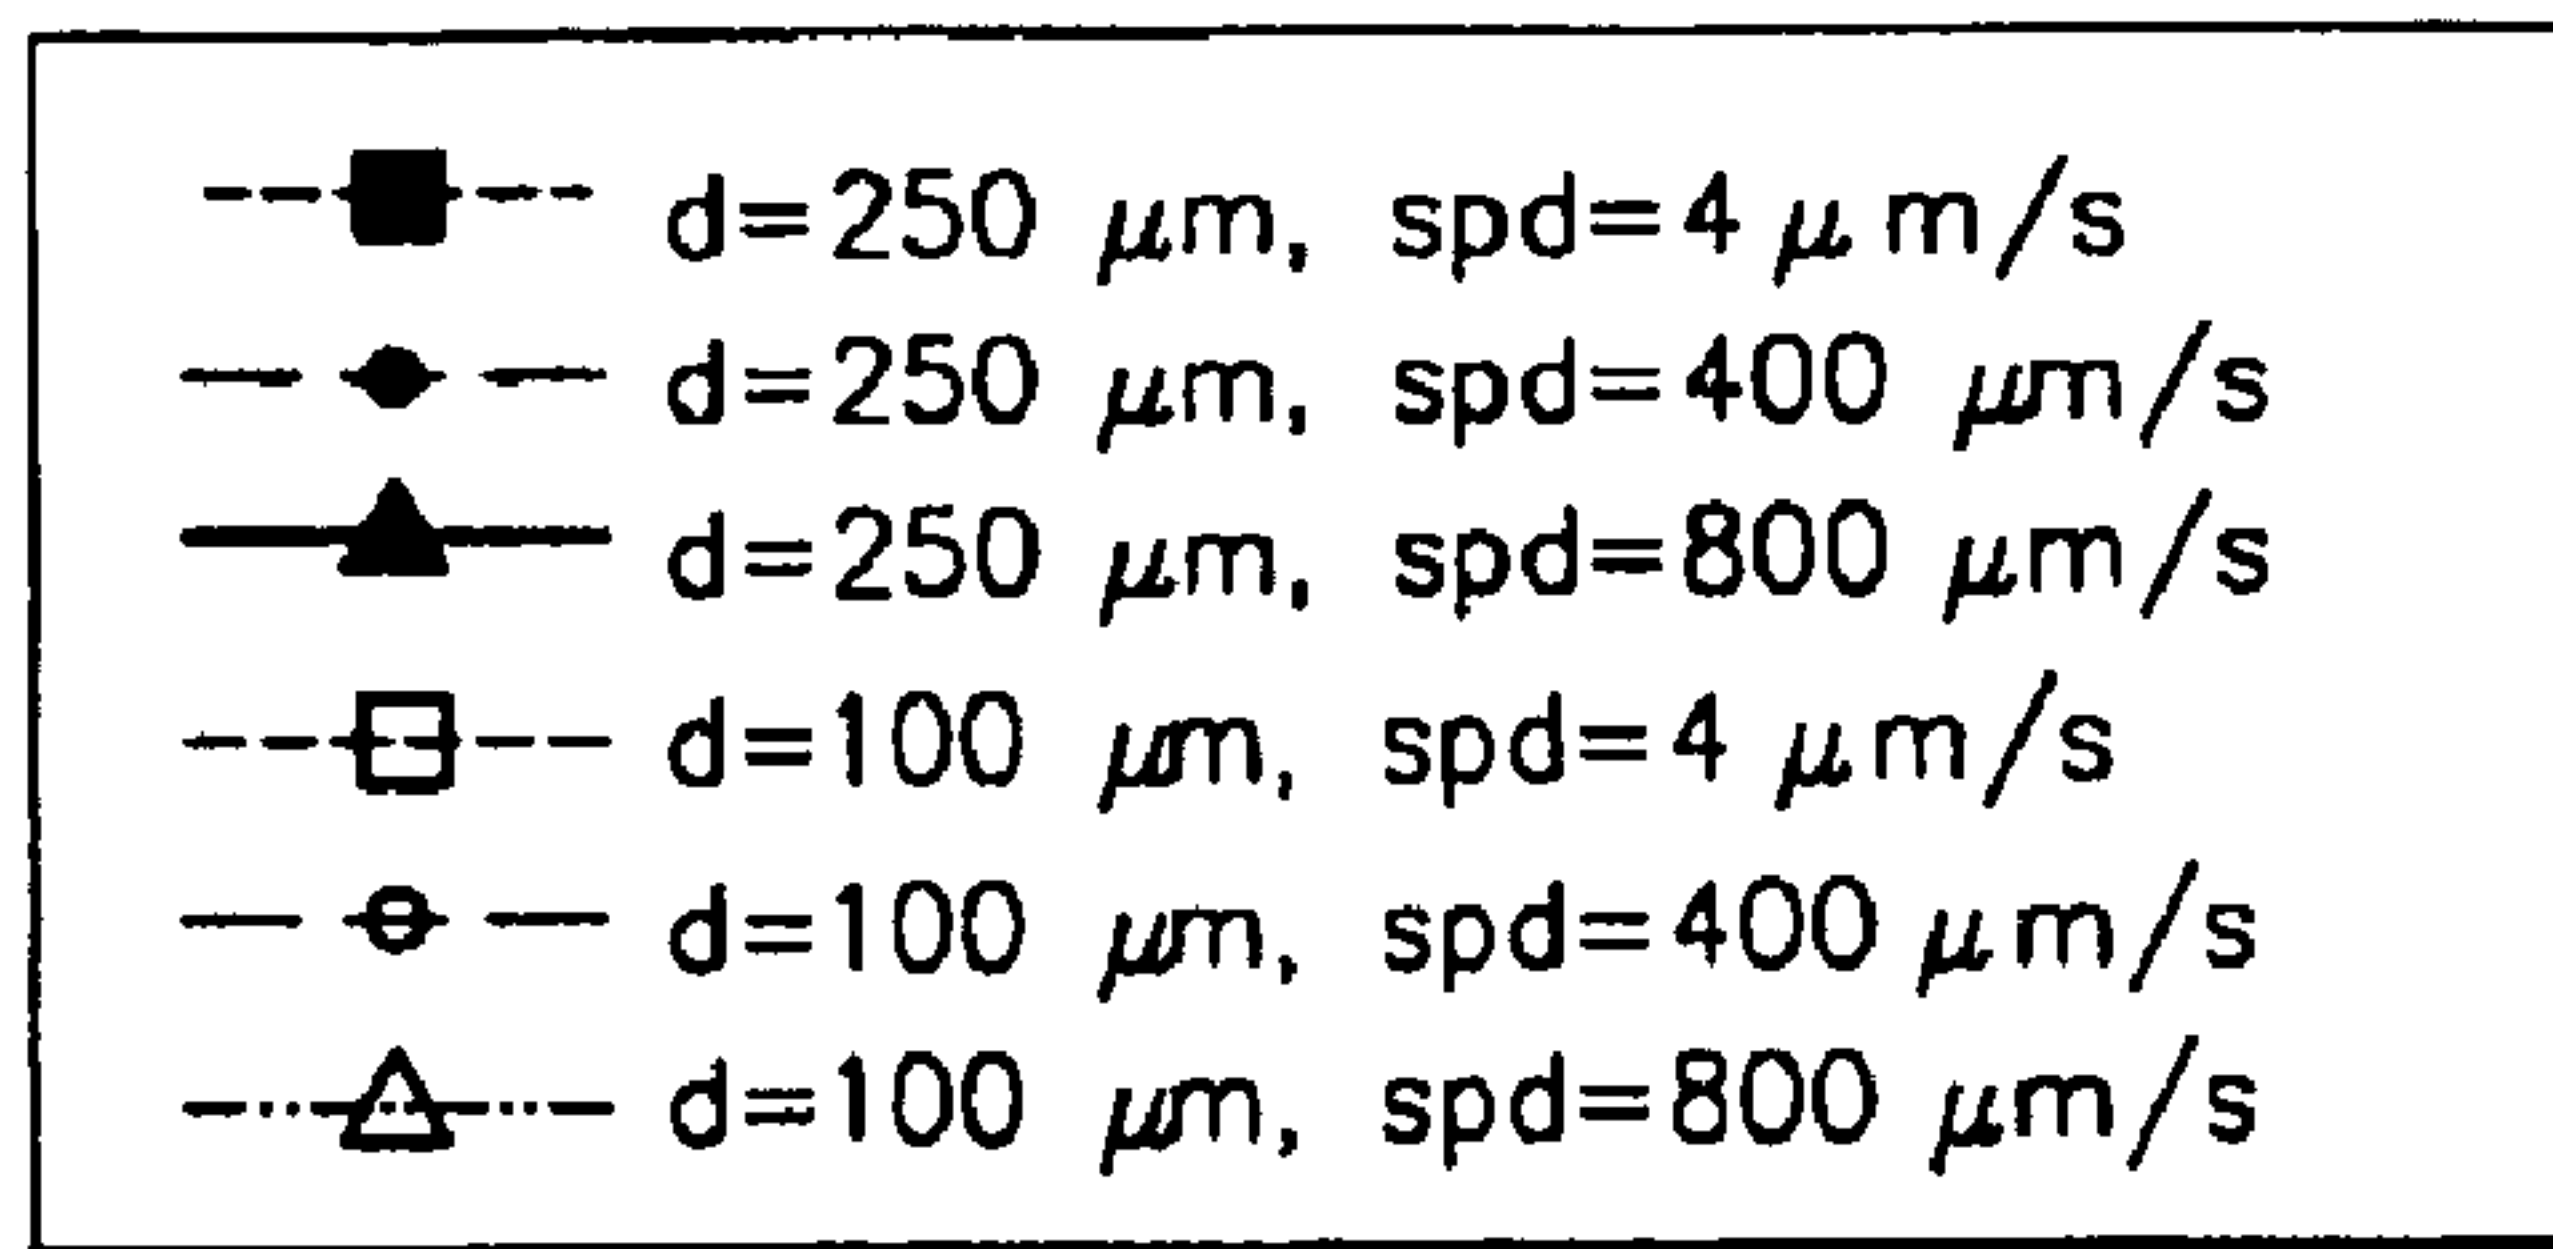 d=250 μm, spd=4 μm/s
d=250 μm, spd=400 μm/s
d=250 μm, spd=800 μm/s
d=100 μm, spd=4 μm/s
d=100 μm, spd=400 μm/s
d=100 μm, spd=800 μm/s